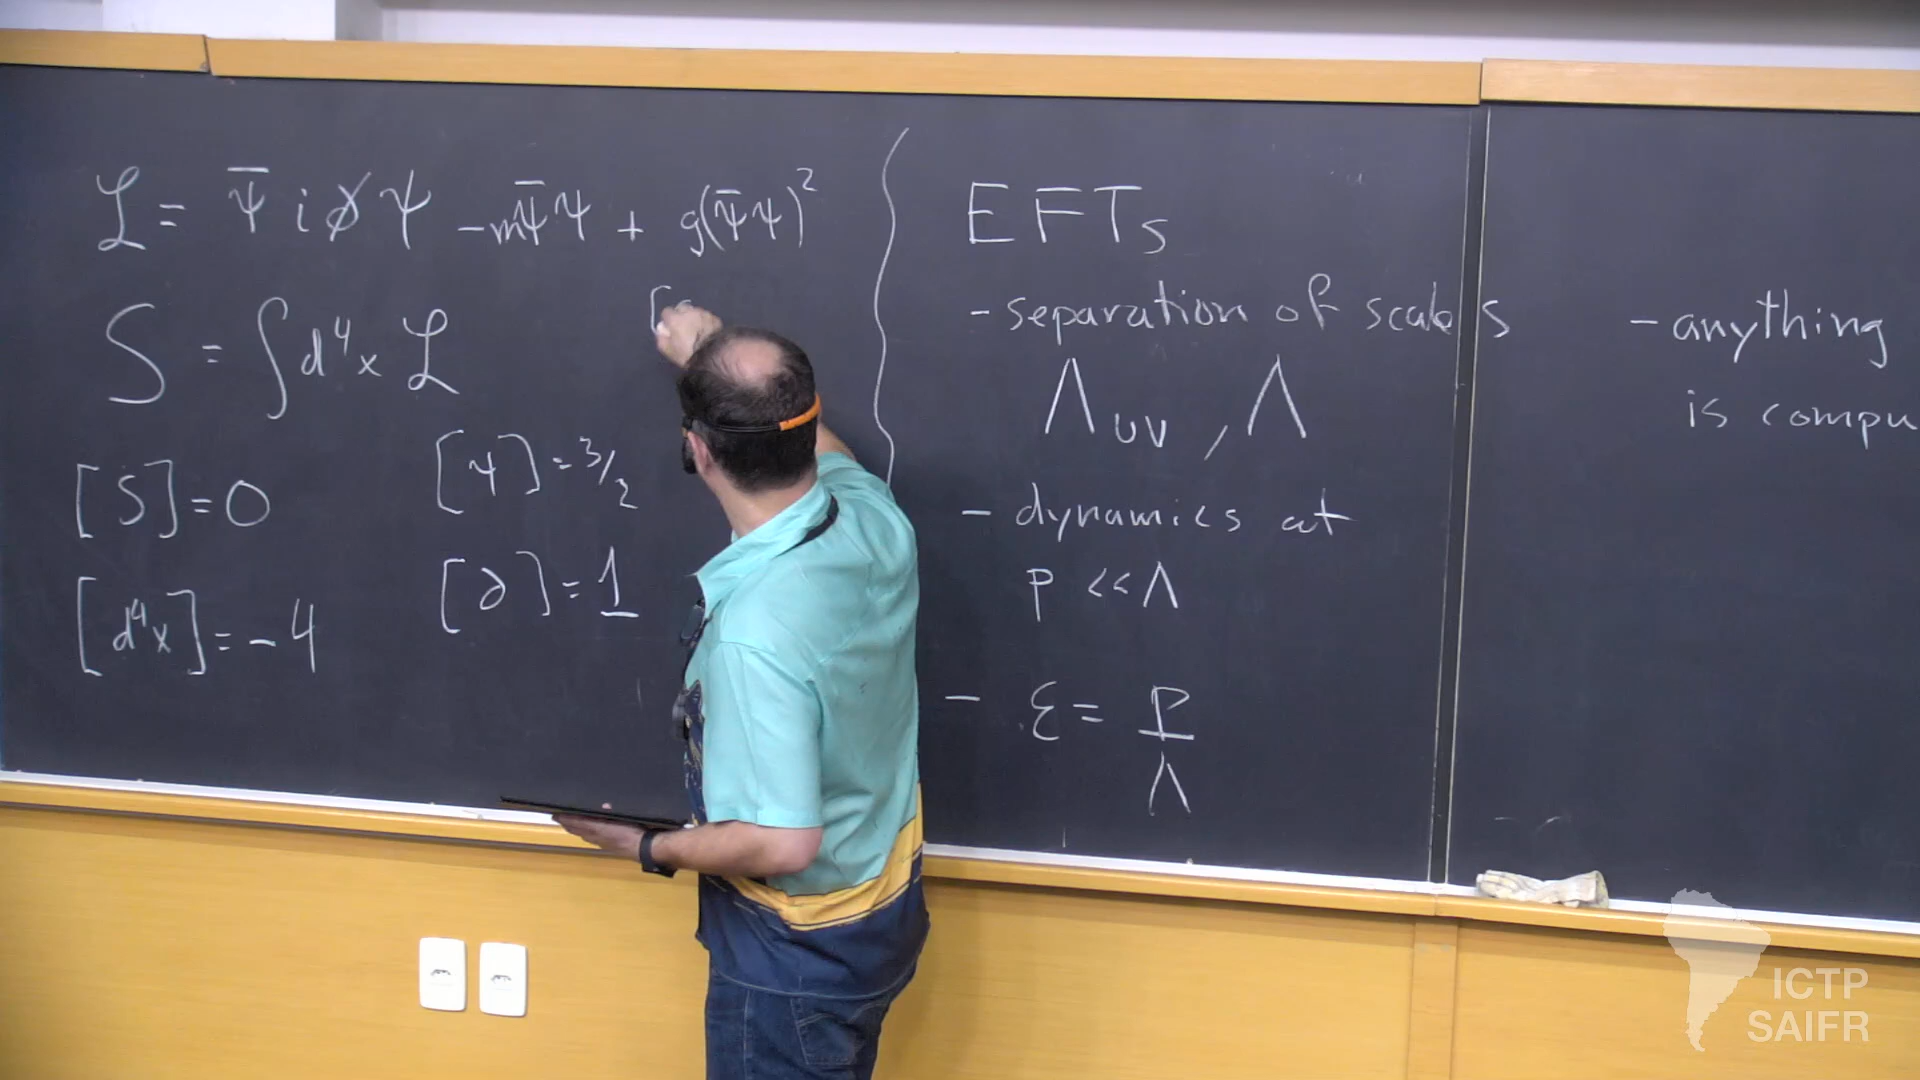 ℒ = Ψ̄ i ∂̸ Ψ - mΨ̄Ψ + g(Ψ̄Ψ)²
S = ∫d⁴x ℒ
[S] = 0
[d⁴x] = -4
[ψ] = 3/2
[∂] = 1
[
EFTs
- separation of scales
Λ_UV , Λ
- dynamics at
p << Λ
- ε = p/Λ
- anything
is compu
ICTP
SAIFR